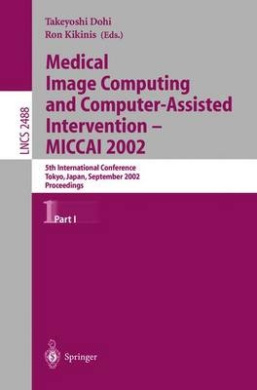 Takeyoshi Dohi
Ron Kikinis (Eds.)
LNCS 2488
Medical
Image Computing
and Computer-Assisted
Intervention –
MICCAI 2002
5th International Conference
Tokyo, Japan, September 2002
Proceedings
1 Part I
Springer